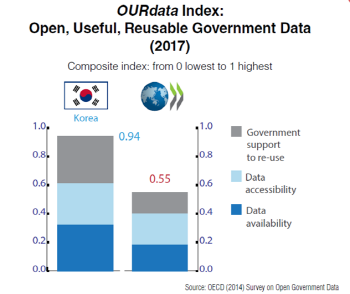 OURdata Index:
Open, Useful, Reusable Government Data
(2017)
Composite index: from 0 lowest to 1 highest
Korea
1.0
0.94
1.0
Government
support
to re-use
0.8
0.8
0.55
0.6
0.6
Data
accessibility
0.4
0.4
Data
availability
0.2
0.2
0.0
0.0
Source: OECD (2014) Survey on Open Government Data